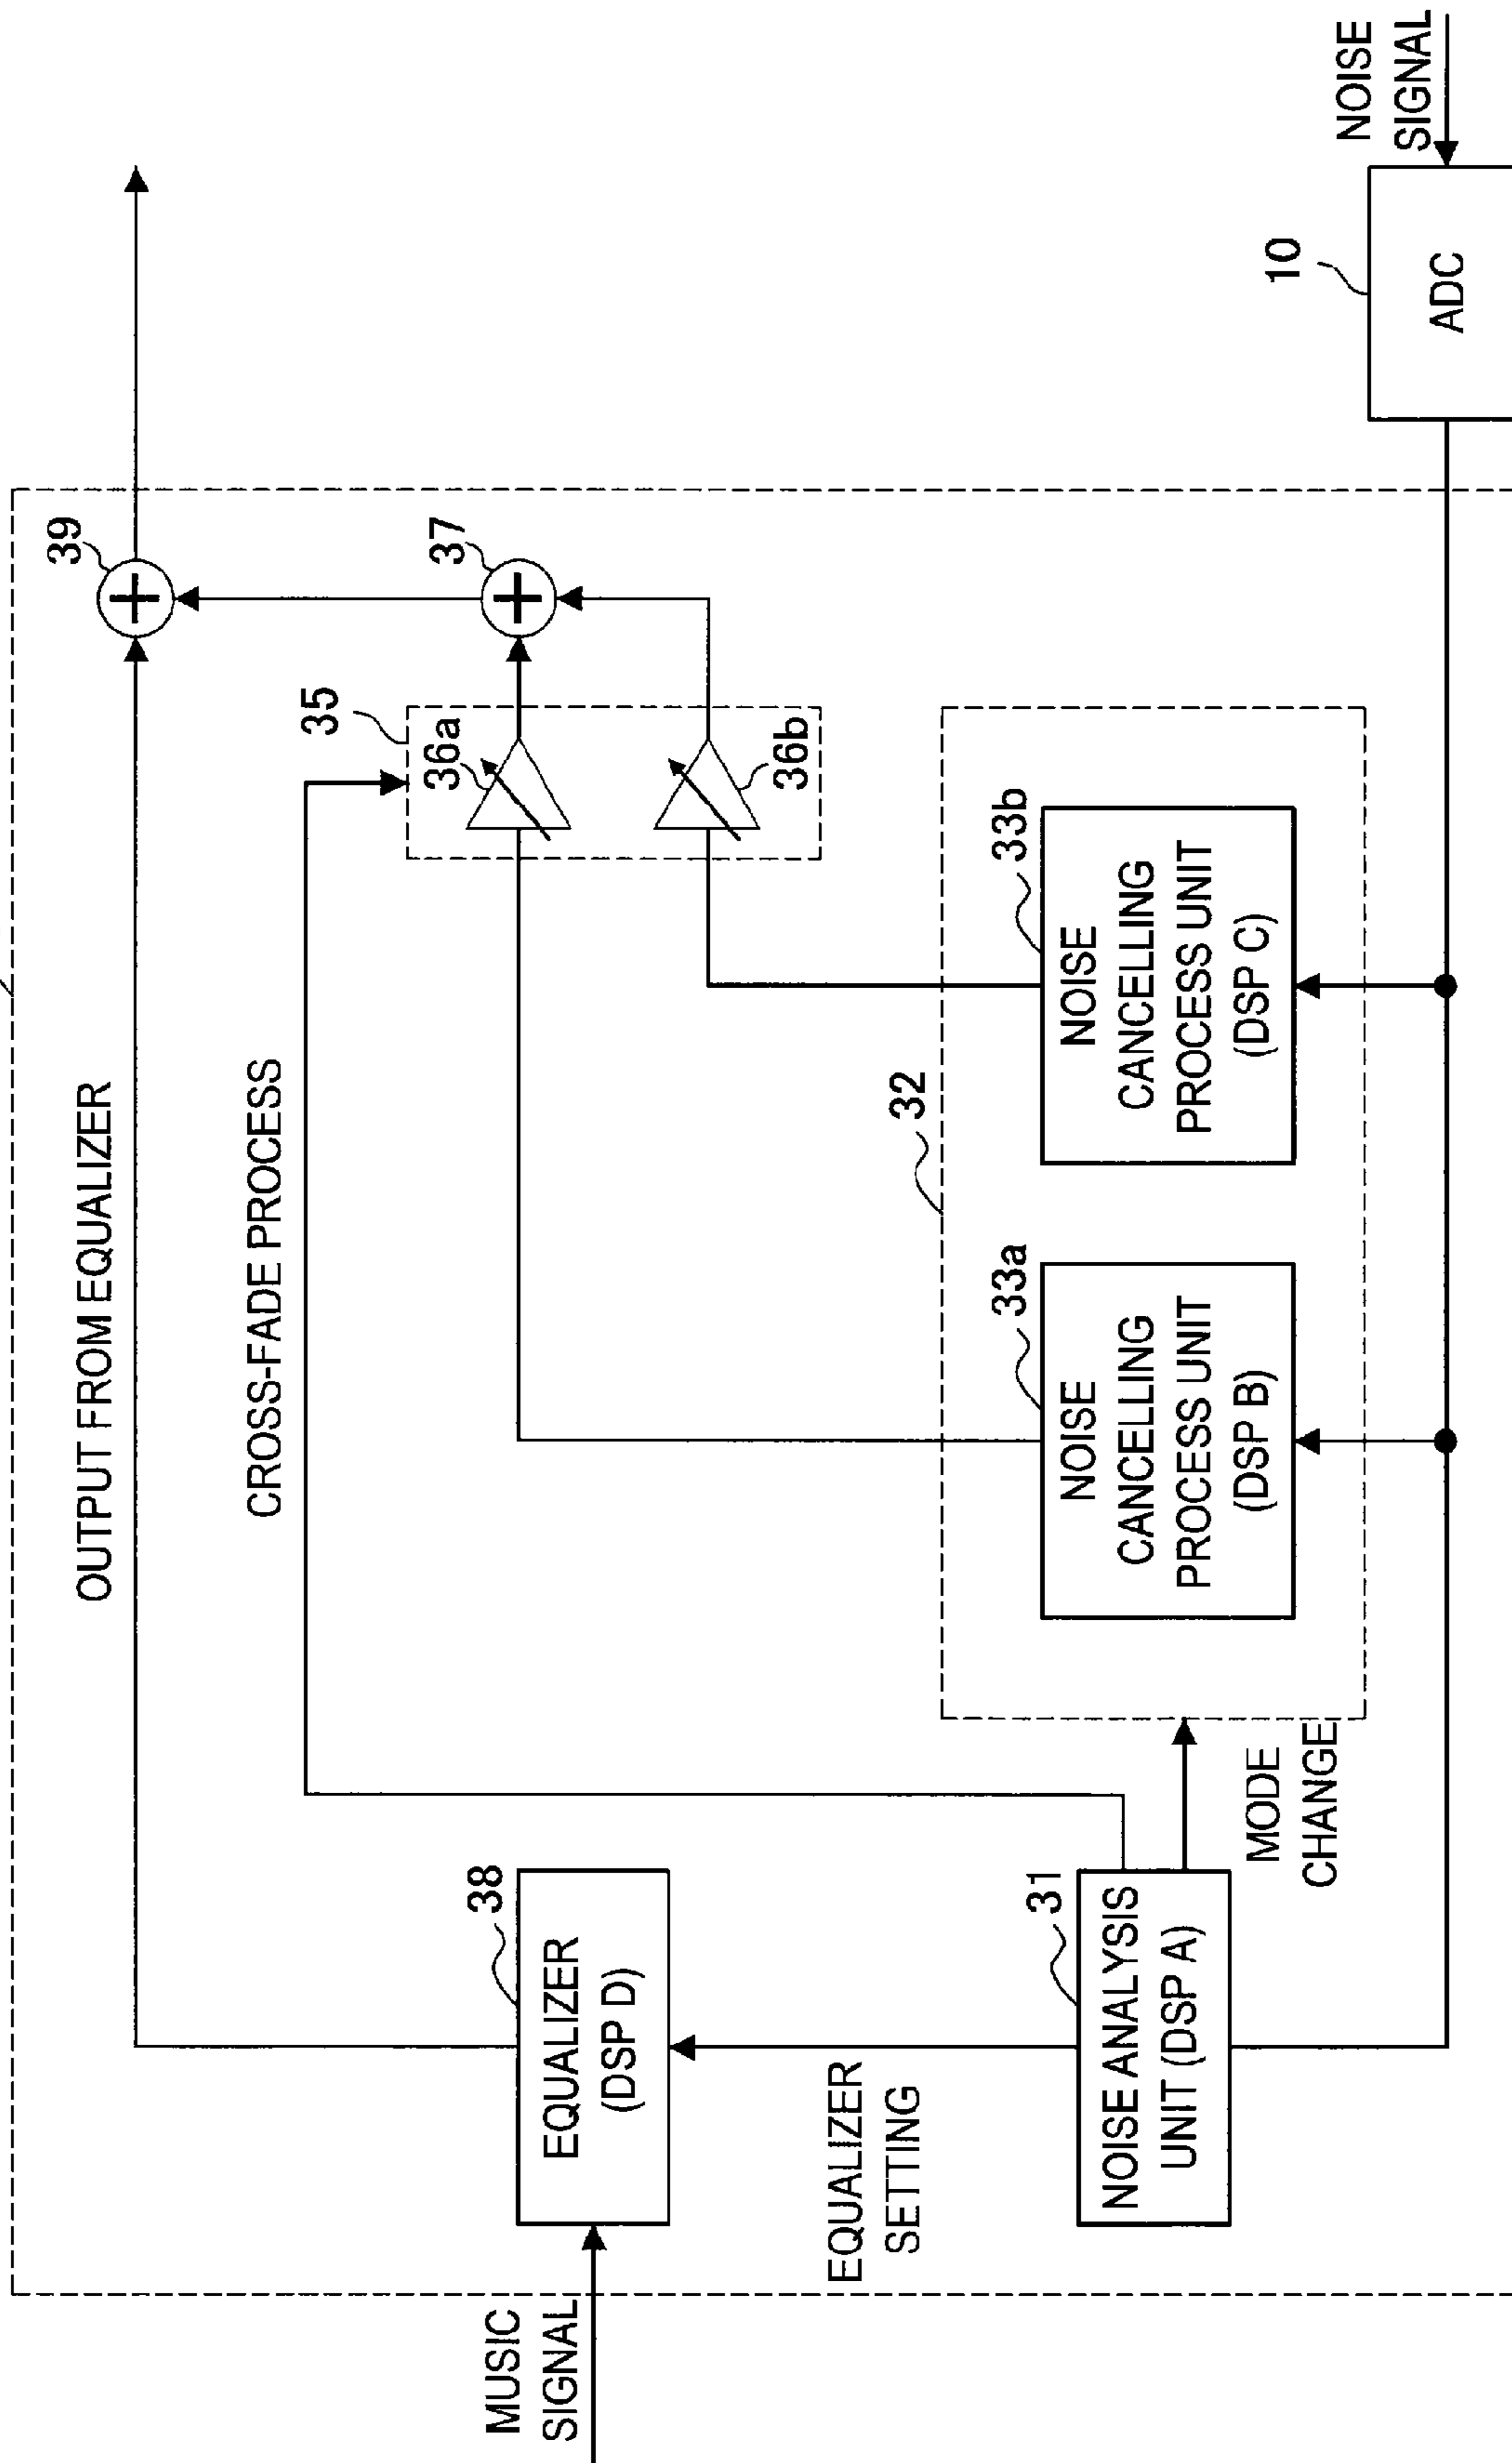 39
OUTPUT FROM EQUALIZER
CROSS-FADE PROCESS
35
37
36a
36b
MUSIC
SIGNAL
38
EQUALIZER
(DSP D)
EQUALIZER
SETTING
32
33a
NOISE
CANCELLING
PROCESS UNIT
(DSP B)
33b
NOISE
CANCELLING
PROCESS UNIT
(DSP C)
31
NOISE ANALYSIS
UNIT (DSP A)
MODE
CHANGE
10
ADC
NOISE
SIGNAL